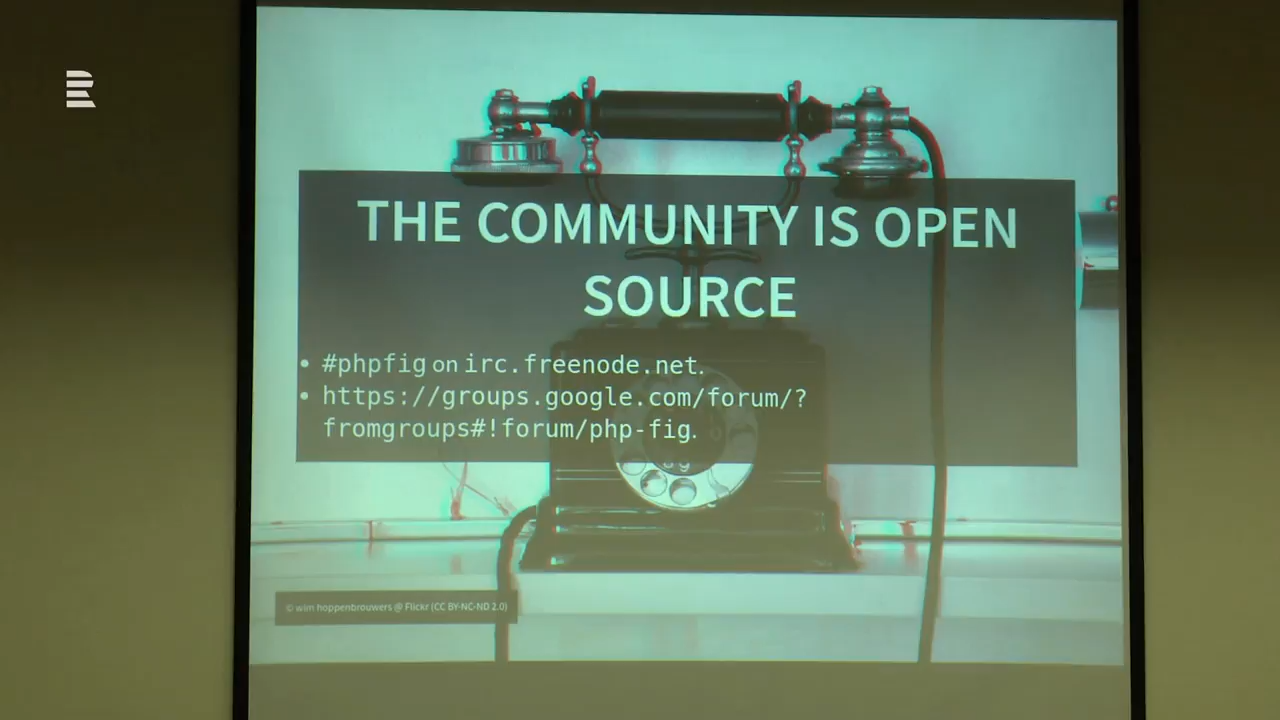 THE COMMUNITY IS OPEN
SOURCE
• #phpfig on irc.freenode.net.
• https://groups.google.com/forum/?
fromgroups#!forum/php-fig.
© wim hoppenbrouwers @ Flickr (CC BY-NC-ND 2.0)